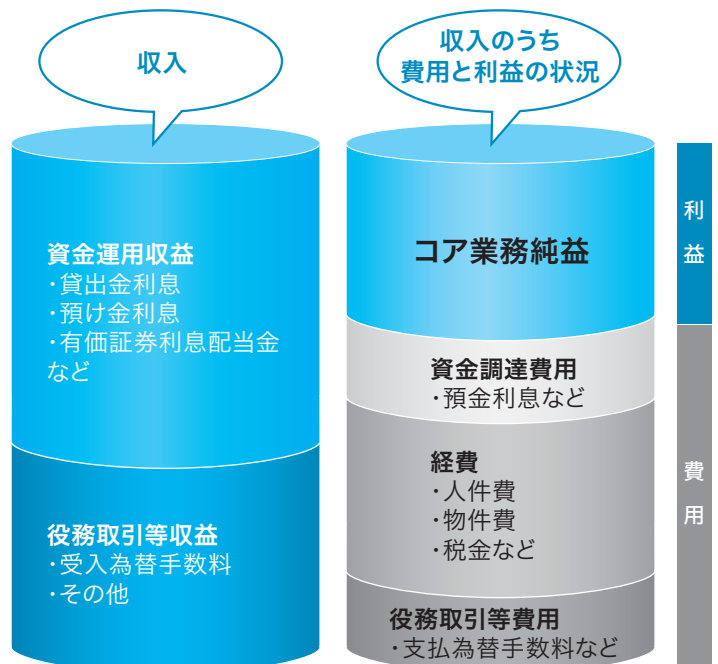 収入
収入のうち
費用と利益の状況
資金運用収益
・貸出金利息
・預け金利息
・有価証券利息配当金
など
役務取引等収益
・受入為替手数料
・その他
コア業務純益
資金調達費用
・預金利息など
経費
・人件費
・物件費
・税金など
役務取引等費用
・支払為替手数料など
利益
費用